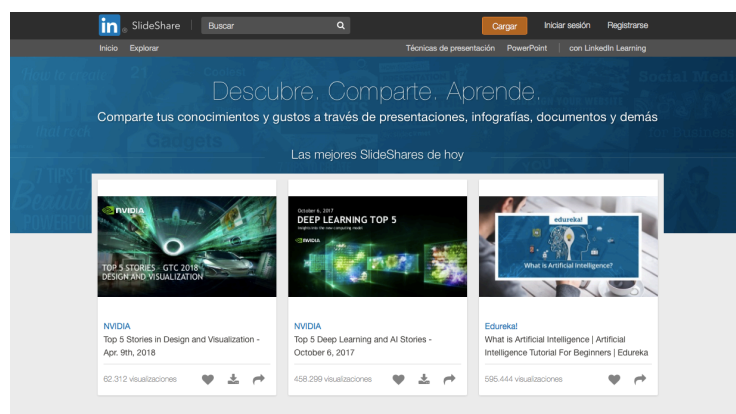 in SlideShare Buscar Cargar Iniciar sesión Registrarse
Inicio Explorar Técnicas de presentación PowerPoint con LinkedIn Learning
Descubre. Comparte. Aprende.
Comparte tus conocimientos y gustos a través de presentaciones, infografías, documentos y demás
Las mejores SlideShares de hoy
NVIDIA
TOP 5 STORIES - GTC 2018
DESIGN AND VISUALIZATION
NVIDIA
Top 5 Stories in Design and Visualization -
Apr. 9th, 2018
62.312 visualizaciones
October 6, 2017
DEEP LEARNING TOP 5
NVIDIA
NVIDIA
Top 5 Deep Learning and AI Stories -
October 6, 2017
458.299 visualizaciones
edureka!
What is Artificial Intelligence?
Edureka!
What is Artificial Intelligence | Artificial
Intelligence Tutorial For Beginners | Edureka
595.444 visualizaciones